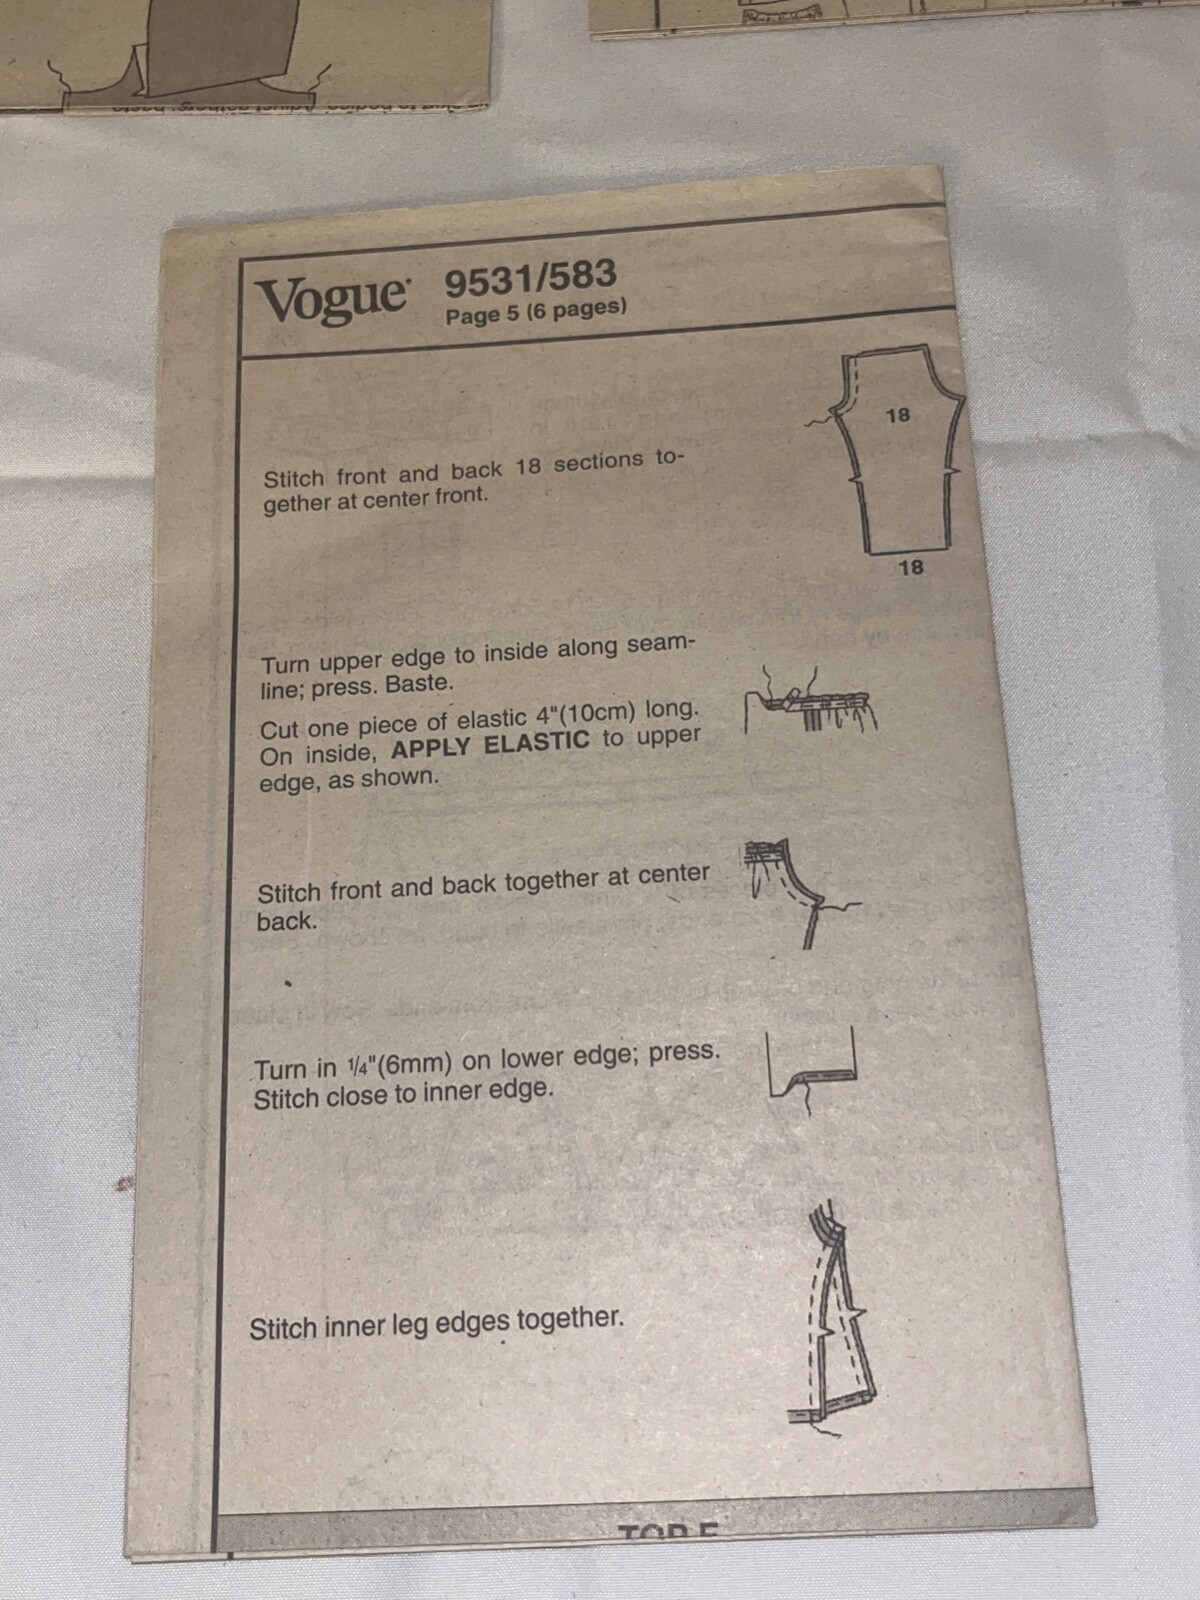 Vogue 9531/583
Page 5 (6 pages)
18
Stitch front and back 18 sections to-
gether at center front.
18
Turn upper edge to inside along seam-
line; press. Baste.
Cut one piece of elastic 4"(10cm) long.
On inside, APPLY ELASTIC to upper
edge, as shown.
Stitch front and back together at center
back.
Turn in 1/4"(6mm) on lower edge; press.
Stitch close to inner edge.
Stitch inner leg edges together.
TOP F